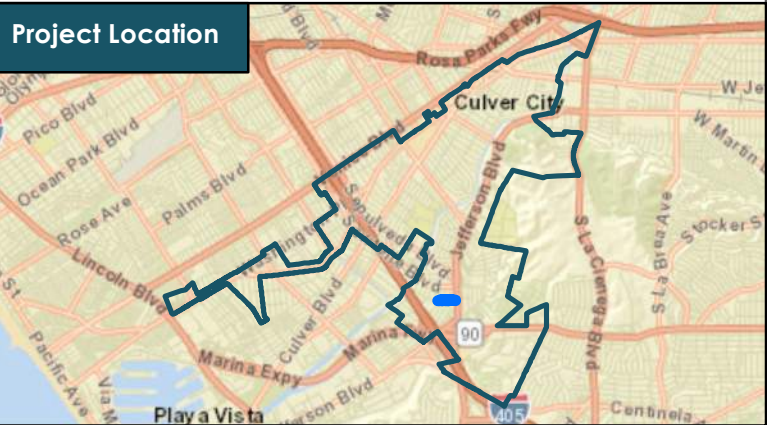 Project Location
Rosa Parks Fwy
Culver City
W Je
W Martin
Pico Blvd
Ocean Park Blvd
Palms Blvd
Rose Ave
Washington
Sepulveda Blvd
Jefferson Blvd
Stocker S
S La Brea Ave
S La Cienega Blvd
Lincoln Blvd
Culver Blvd
90
Marina
Marina Expy
Pacific Ave
Via M
Playa Vista
erson Blvd
405
Centinela